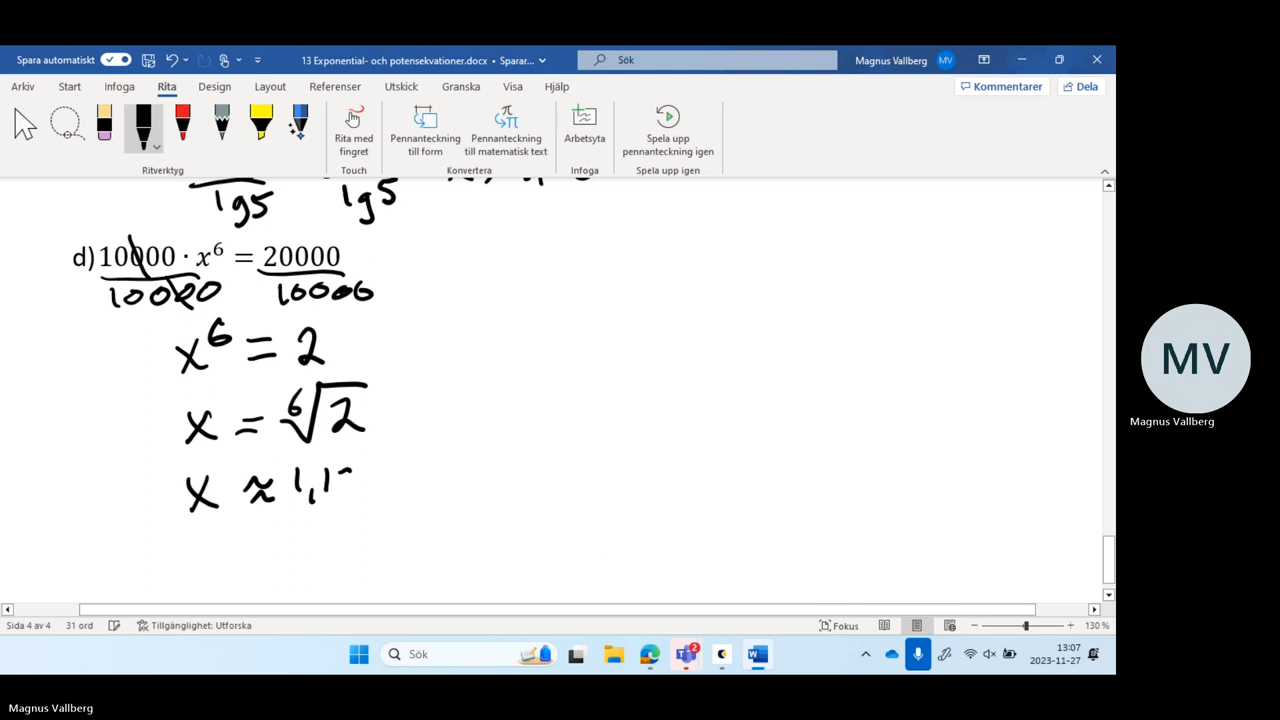 Spara automatiskt
13 Exponential- och potensekvationer.docx • Sparar...
Sök
Magnus Vallberg MV
Arkiv Start Infoga Rita Design Layout Referenser Utskick Granska Visa Hjälp
Kommentarer Dela
Rita med fingret
Pennanteckning till form
Pennanteckning till matematisk text
Arbetsyta
Spela upp pennanteckning igen
Ritverktyg Touch Konvertera Infoga Spela upp igen
lg5 lg5
d) 10000 · x⁶ = 20000
10000 10000
x⁶ = 2
x = ⁶√2
x ≈ 1,1
MV
Magnus Vallberg
Sida 4 av 4 31 ord Tillgänglighet: Utforska Fokus 130 %
Sök
2
13:07
2023-11-27
Magnus Vallberg